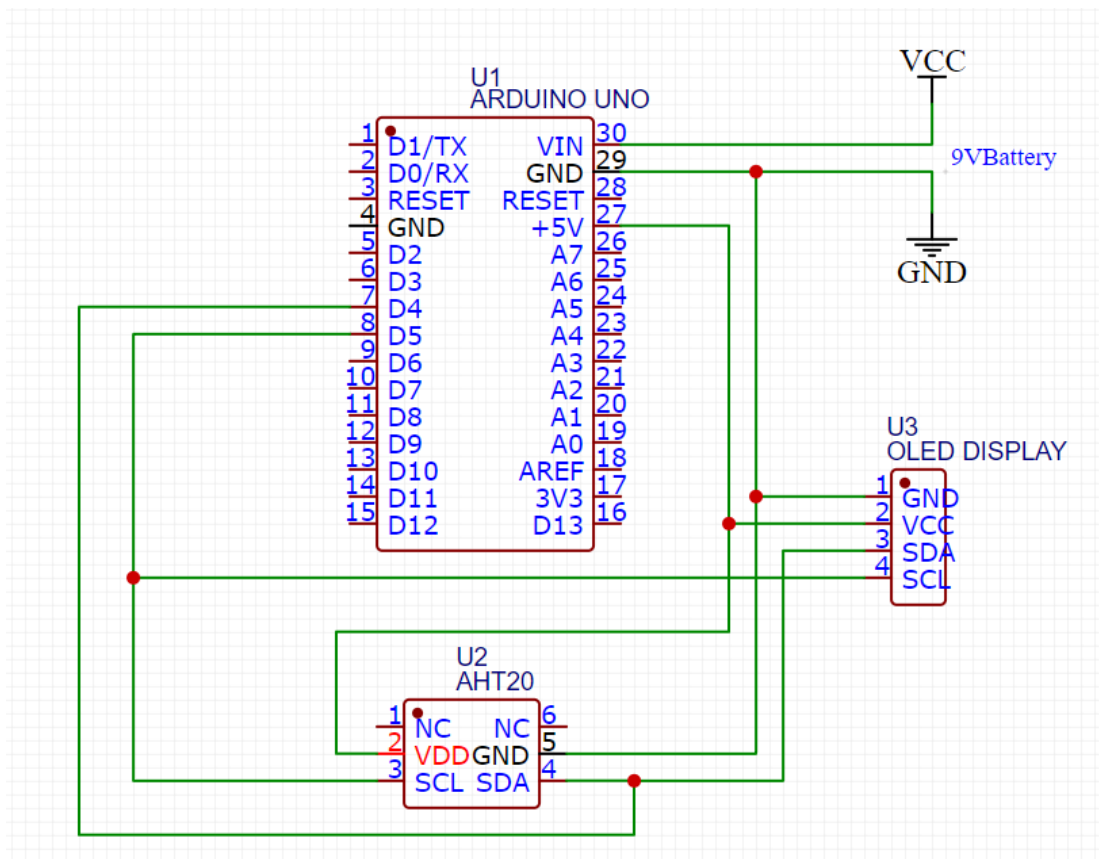 VCC
U1
ARDUINO UNO
1 D1/TX VIN 30
2 D0/RX GND 29
3 RESET RESET 28
4 GND +5V 27
5 D2 A7 26
6 D3 A6 25
7 D4 A5 24
8 D5 A4 23
9 D6 A3 22
10 D7 A2 21
11 D8 A1 20
12 D9 A0 19
13 D10 AREF 18
14 D11 3V3 17
15 D12 D13 16
9VBattery
GND
U3
OLED DISPLAY
1 GND
2 VCC
3 SDA
4 SCL
U2
AHT20
1 NC NC 6
2 VDD GND 5
3 SCL SDA 4